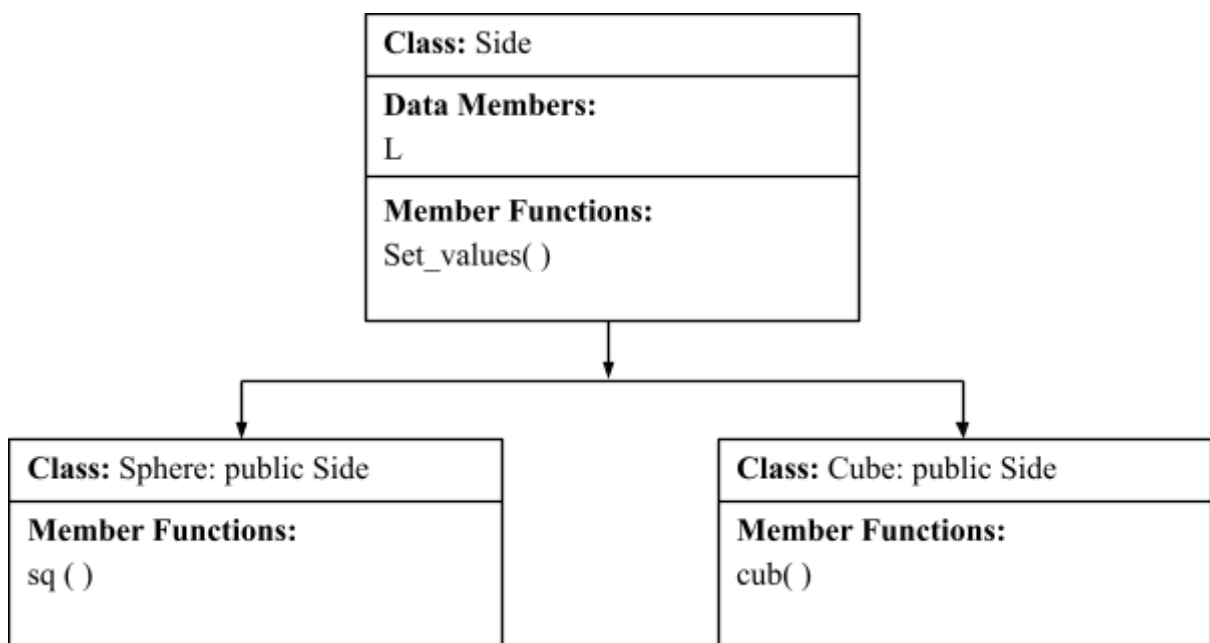 Class: Side
Data Members:
L
Member Functions:
Set_values( )
Class: Sphere: public Side
Member Functions:
sq ( )
Class: Cube: public Side
Member Functions:
cub( )